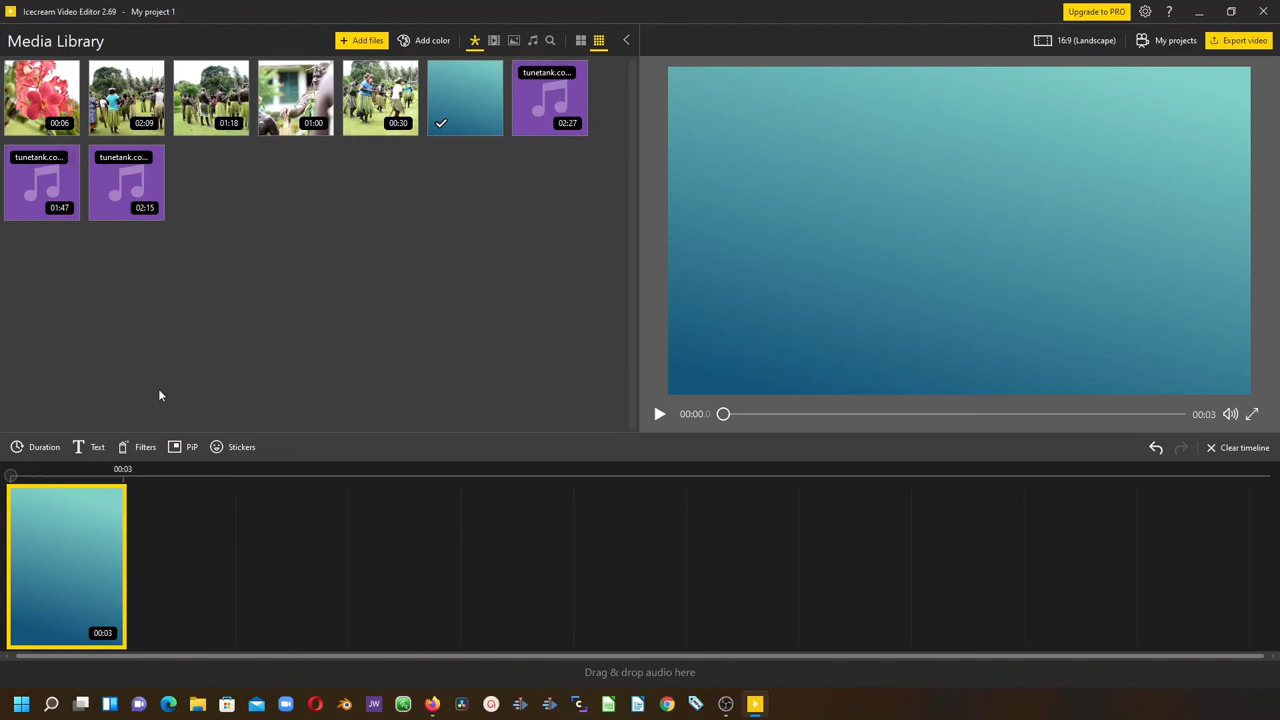 Icecream Video Editor 2.69 - My project 1
Upgrade to PRO
?
Media Library
+ Add files
Add color
16:9 (Landscape)
My projects
Export video
00:06
02:09
01:18
01:00
00:30
tunetank.co...
02:27
tunetank.co...
01:47
tunetank.co...
02:15
00:00.0
00:03
Duration
T Text
Filters
PiP
Stickers
Clear timeline
00:03
00:03
Drag & drop audio here
JW